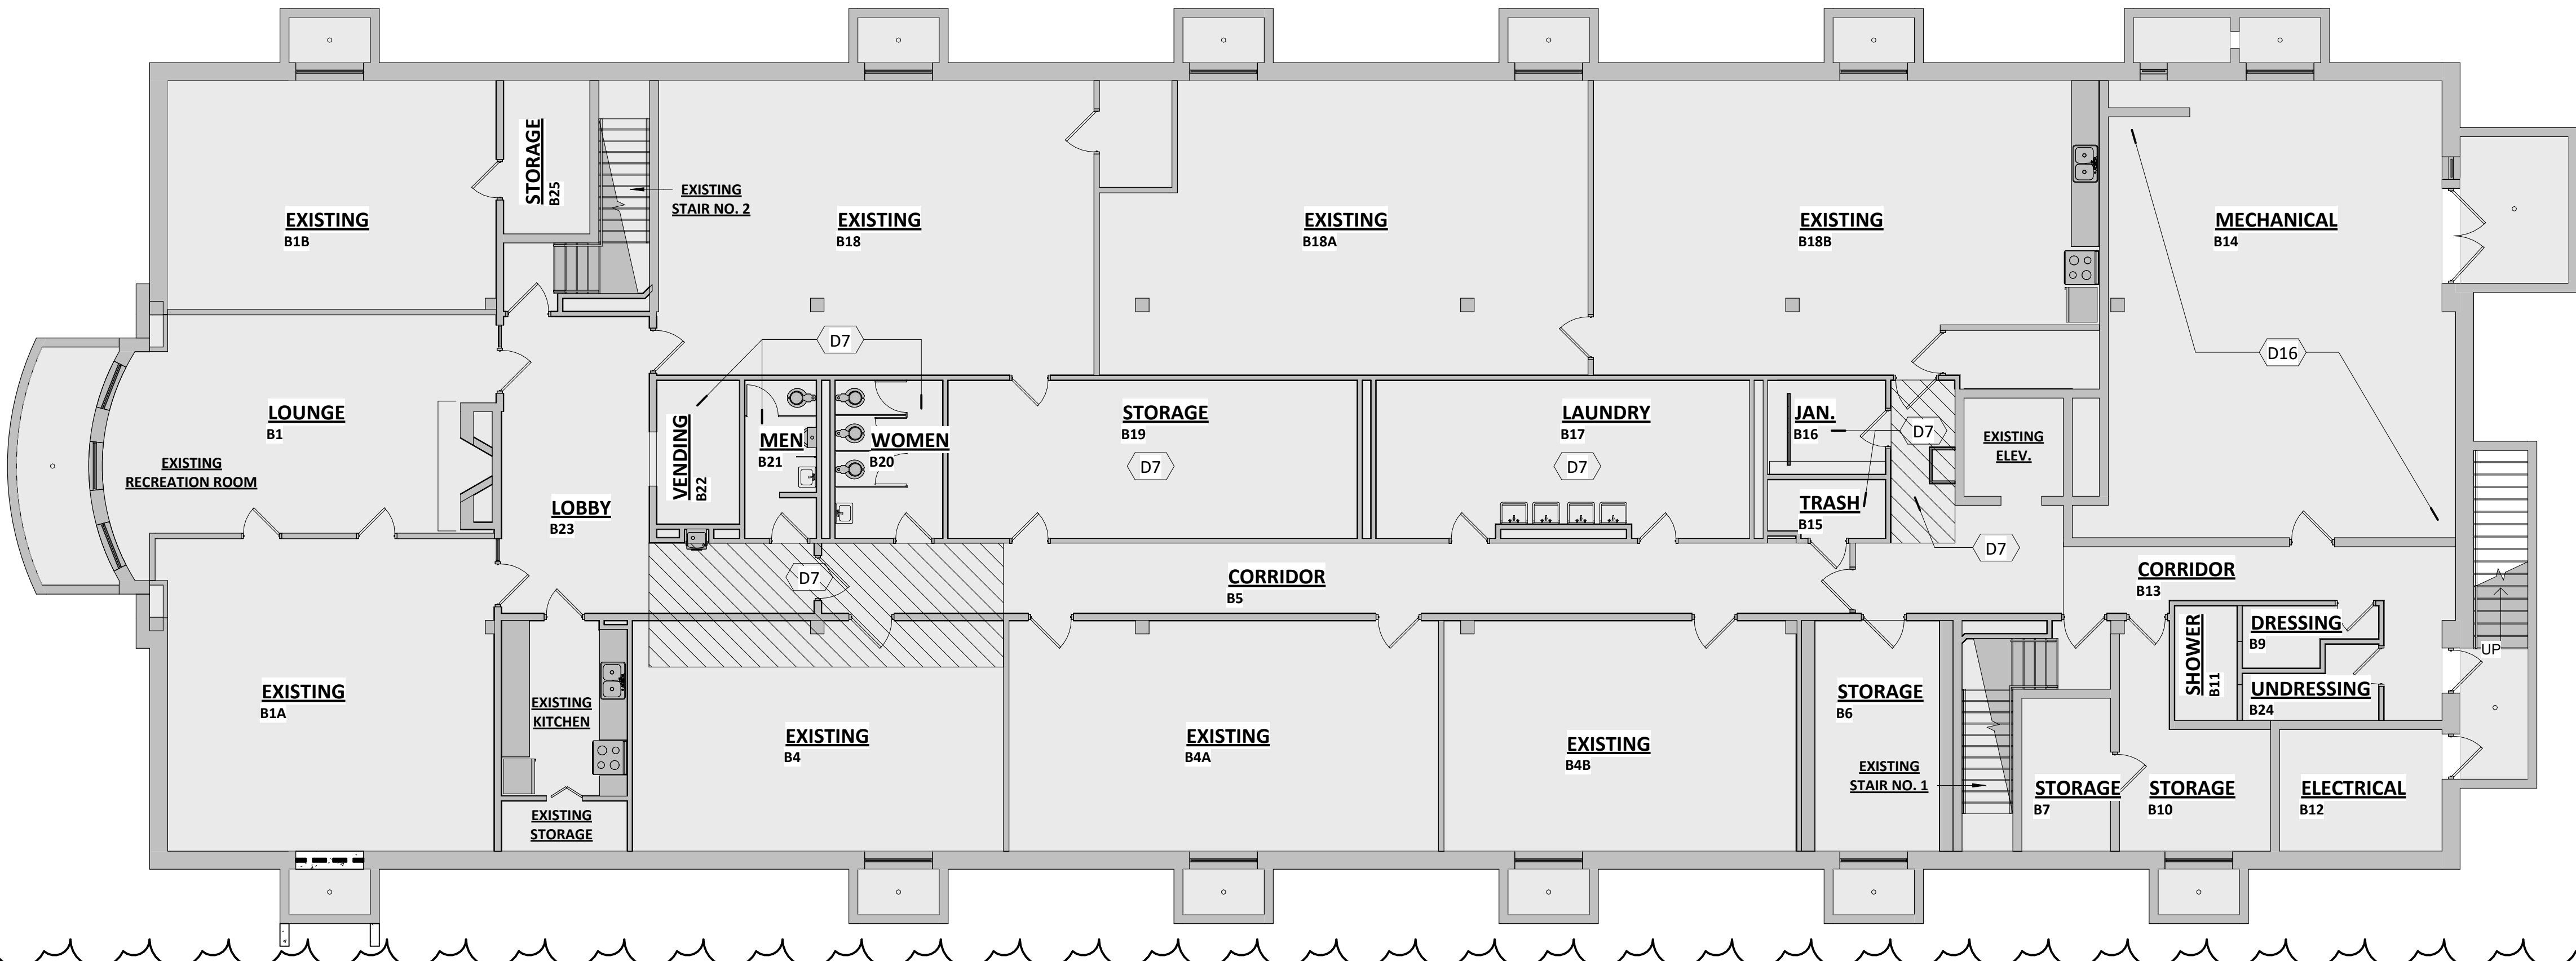 EXISTING
B1B
STORAGE
B25
EXISTING
STAIR NO. 2
EXISTING
B18
EXISTING
B18A
EXISTING
B18B
MECHANICAL
B14
D7
D16
LOUNGE
B1
EXISTING
RECREATION ROOM
LOBBY
B23
VENDING
B22
MEN
B21
WOMEN
B20
STORAGE
B19
D7
LAUNDRY
B17
D7
JAN.
B16
D7
EXISTING
ELEV.
TRASH
B15
D7
D7
CORRIDOR
B5
CORRIDOR
B13
SHOWER
B11
DRESSING
B9
UNDRESSING
B24
UP
EXISTING
B1A
EXISTING
KITCHEN
EXISTING
STORAGE
EXISTING
B4
EXISTING
B4A
EXISTING
B4B
STORAGE
B6
EXISTING
STAIR NO. 1
STORAGE
B7
STORAGE
B10
ELECTRICAL
B12